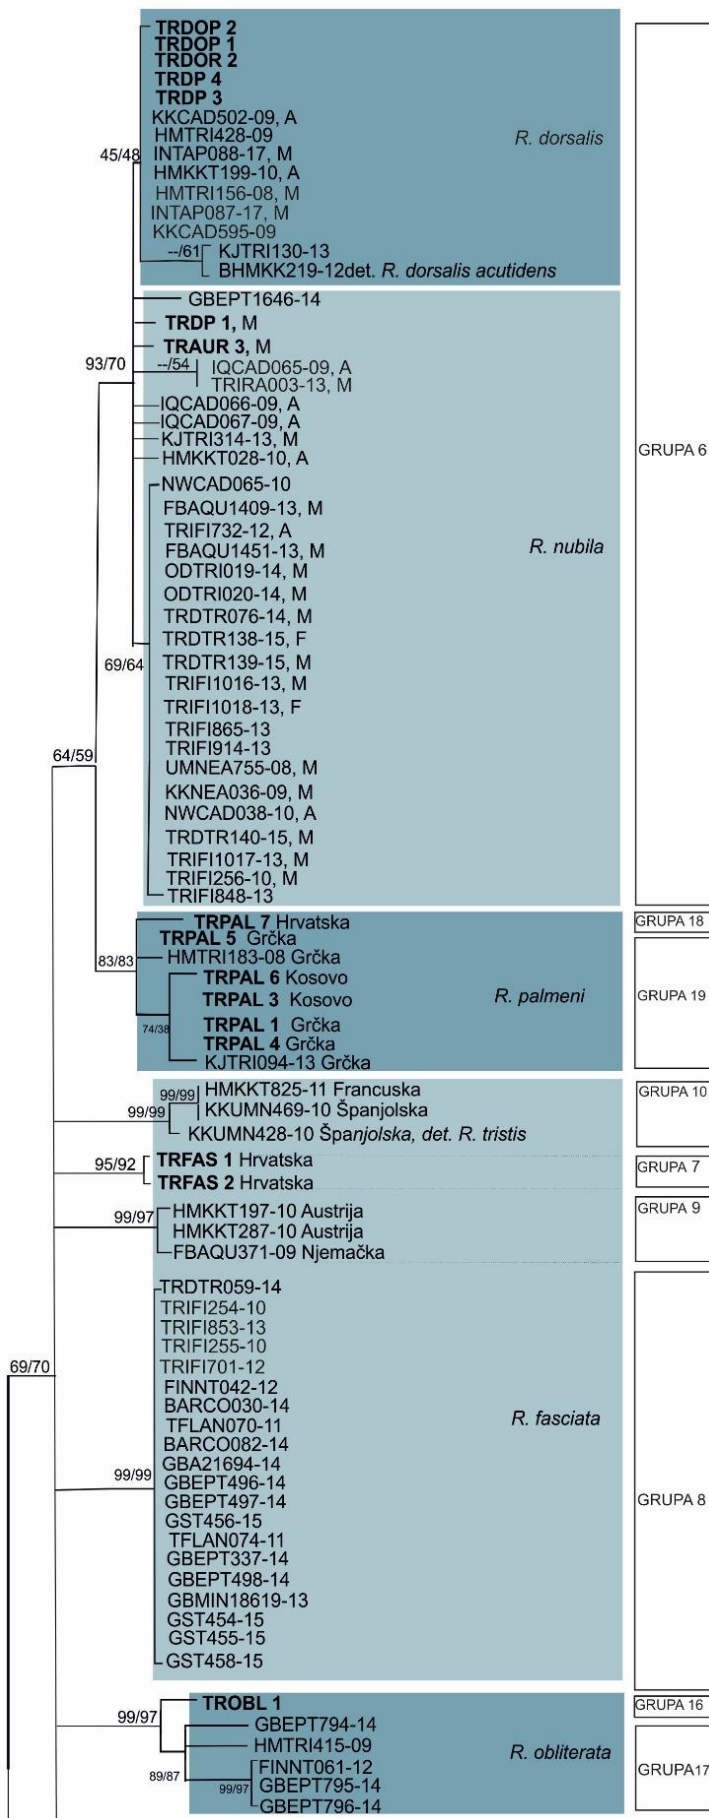 TRDOP 2
TRDOP 1
TRDOR 2
TRDP 4
TRDP 3
KKCAD502-09, A
HMTRI428-09
R. dorsalis
45/48
INTAP088-17, M
HMKKT199-10, A
HMTRI156-08, M
INTAP087-17, M
KKCAD595-09
--/61
KJTRI130-13
BHMKK219-12det. R. dorsalis acutidens
GBEPT1646-14
TRDP 1, M
TRAUR 3, M
93/70
--/54
IQCAD065-09, A
TRIRA003-13, M
IQCAD066-09, A
IQCAD067-09, A
KJTRI314-13, M
HMKKT028-10, A
GRUPA 6
NWCAD065-10
FBAQU1409-13, M
TRIFI732-12, A
FBAQU1451-13, M
R. nubila
ODTRI019-14, M
ODTRI020-14, M
TRDTR076-14, M
TRDTR138-15, F
69/64
TRDTR139-15, M
TRIFI1016-13, M
TRIFI1018-13, F
TRIFI865-13
TRIFI914-13
64/59
UMNEA755-08, M
KKNEA036-09, M
NWCAD038-10, A
TRDTR140-15, M
TRIFI1017-13, M
TRIFI256-10, M
TRIFI848-13
TRPAL 7 Hrvatska
GRUPA 18
TRPAL 5 Grčka
83/83
HMTRI183-08 Grčka
TRPAL 6 Kosovo
TRPAL 3 Kosovo
R. palmeni
GRUPA 19
74/38
TRPAL 1 Grčka
TRPAL 4 Grčka
KJTRI094-13 Grčka
99/99
HMKKT825-11 Francuska
GRUPA 10
99/99
KKUMN469-10 Španjolska
KKUMN428-10 Španjolska, det. R. tristis
95/92
TRFAS 1 Hrvatska
GRUPA 7
TRFAS 2 Hrvatska
99/97
HMKKT197-10 Austrija
GRUPA 9
HMKKT287-10 Austrija
FBAQU371-09 Njemačka
TRDTR059-14
TRIFI254-10
TRIFI853-13
TRIFI255-10
69/70
TRIFI701-12
FINNT042-12
BARCO030-14
R. fasciata
TFLAN070-11
BARCO082-14
GBA21694-14
99/99
GBEPT496-14
GBEPT497-14
GRUPA 8
GST456-15
TFLAN074-11
GBEPT337-14
GBEPT498-14
GBMIN18619-13
GST454-15
GST455-15
GST458-15
99/97
TROBL 1
GRUPA 16
GBEPT794-14
HMTRI415-09
R. obliterata
FINNT061-12
GRUPA17
89/87
99/97
GBEPT795-14
GBEPT796-14